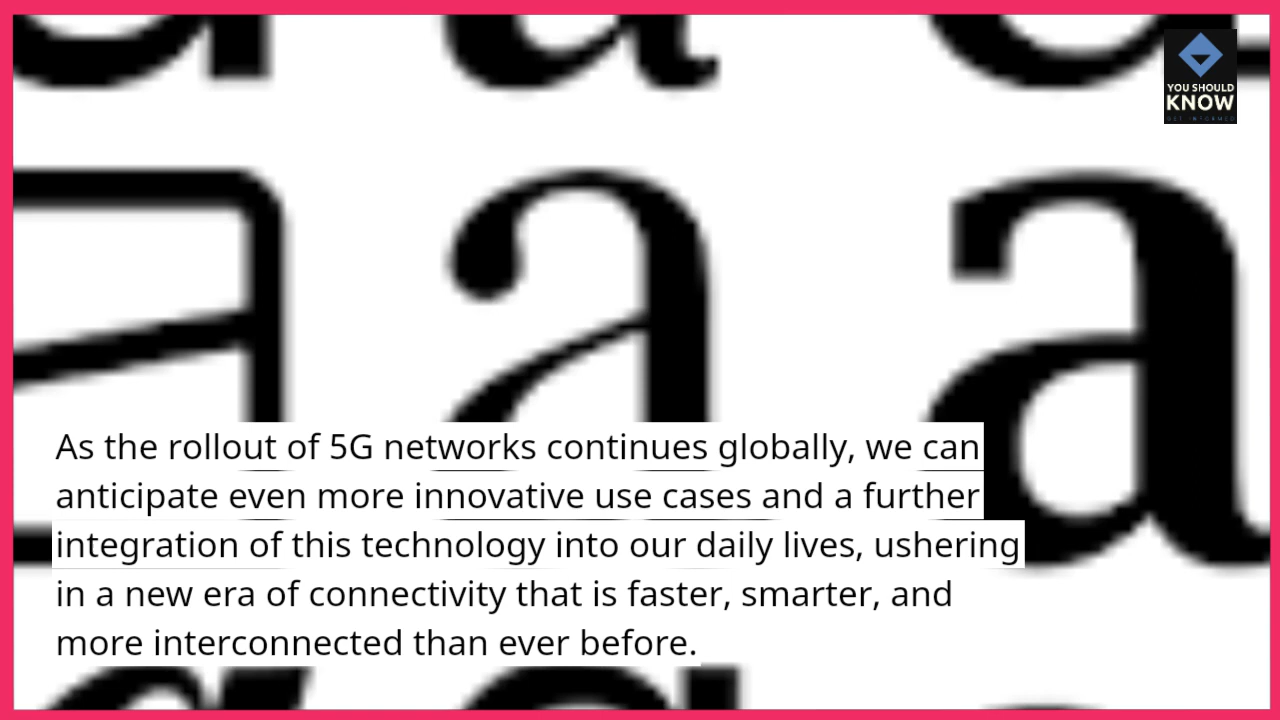 YOU SHOULD
KNOW
GET INFORMED
a a a
As the rollout of 5G networks continues globally, we can
anticipate even more innovative use cases and a further
integration of this technology into our daily lives, ushering
in a new era of connectivity that is faster, smarter, and
more interconnected than ever before.